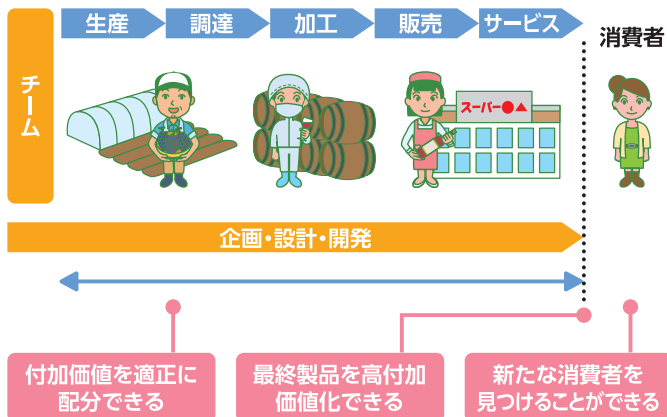 生産
調達
加工
販売
サービス
消費者
チーム
スーパー●▲
企画・設計・開発
付加価値を適正に
配分できる
最終製品を高付加
価値化できる
新たな消費者を
見つけることができる